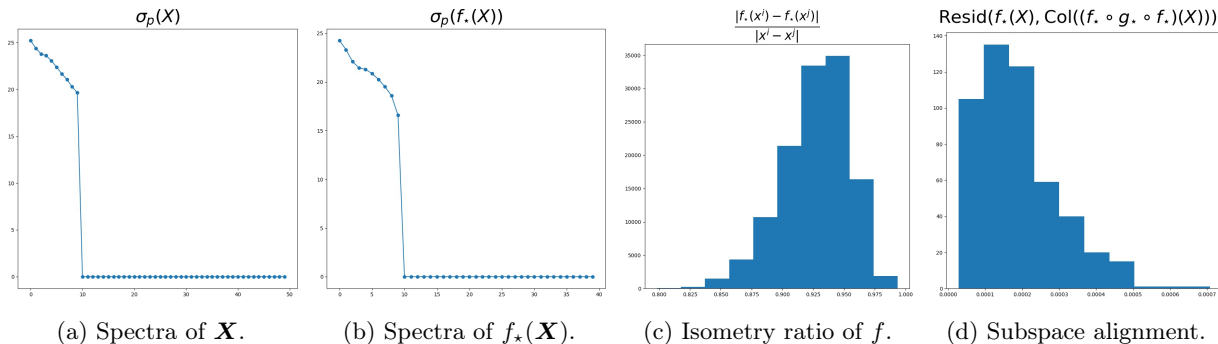 σ_p(X)
25
20
15
10
5
0
0 10 20 30 40 50
(a) Spectra of X.
σ_p(f⋆(X))
25
20
15
10
5
0
0 5 10 15 20 25 30 35 40
(b) Spectra of f⋆(X).
|f⋆(xⁱ) − f⋆(xʲ)|
|xⁱ − xʲ|
35000
30000
25000
20000
15000
10000
5000
0
0.800 0.825 0.850 0.875 0.900 0.925 0.950 0.975 1.000
(c) Isometry ratio of f.
Resid(f⋆(X), Col((f⋆ ∘ g⋆ ∘ f⋆)(X)))
140
120
100
80
60
40
20
0
0.0000 0.0001 0.0002 0.0003 0.0004 0.0005 0.0006 0.0007
(d) Subspace alignment.